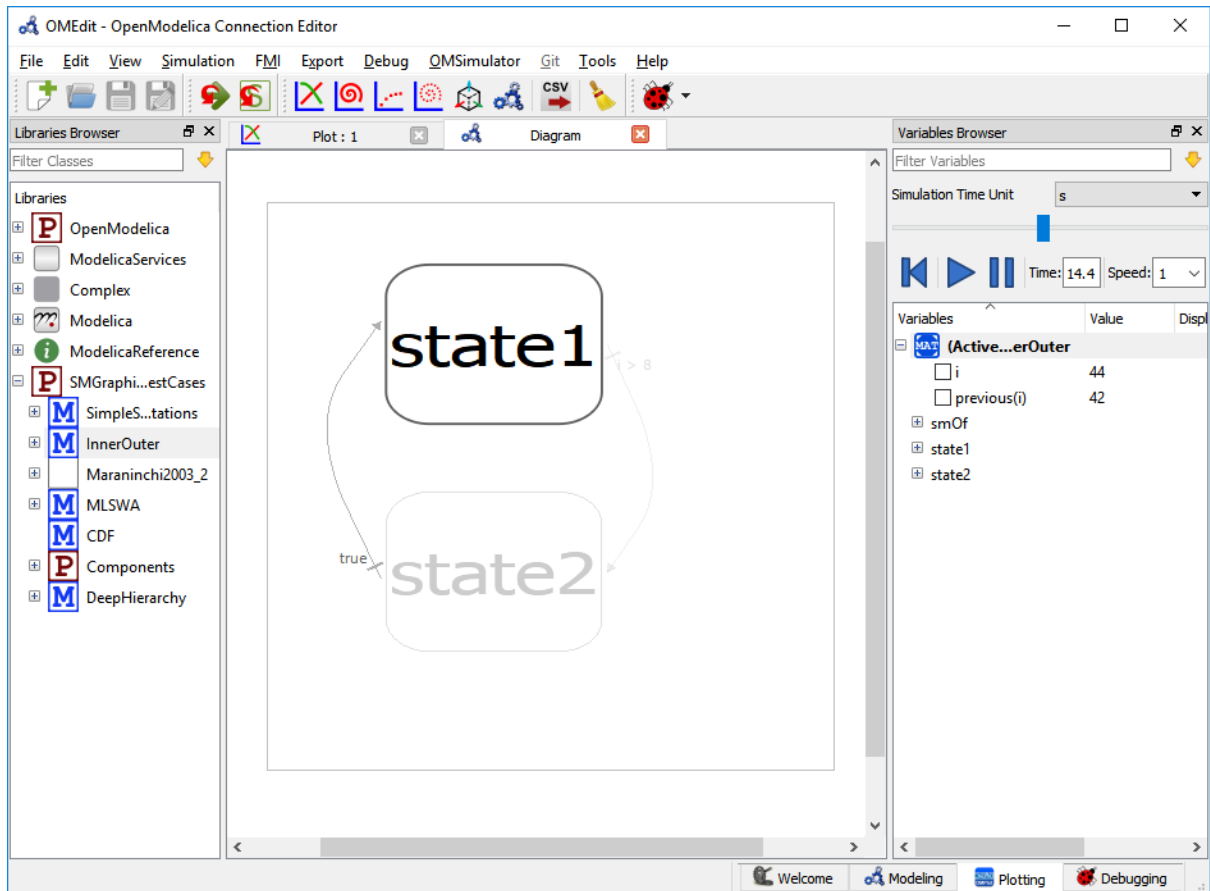 OMEdit - OpenModelica Connection Editor
File Edit View Simulation FMI Export Debug OMSimulator Git Tools Help
CSV
Libraries Browser
Filter Classes
Libraries
P OpenModelica
ModelicaServices
Complex
Modelica
i ModelicaReference
P SMGraphi...estCases
M SimpleS...tations
M InnerOuter
Maraninchi2003_2
M MLSWA
M CDF
P Components
M DeepHierarchy
Plot : 1
Diagram
state1
i > 8
true
state2
Variables Browser
Filter Variables
Simulation Time Unit s
Time: 14.4 Speed: 1
Variables Value Displ
MAT (Active...erOuter
i 44
previous(i) 42
smOf
state1
state2
Welcome Modeling Plotting Debugging